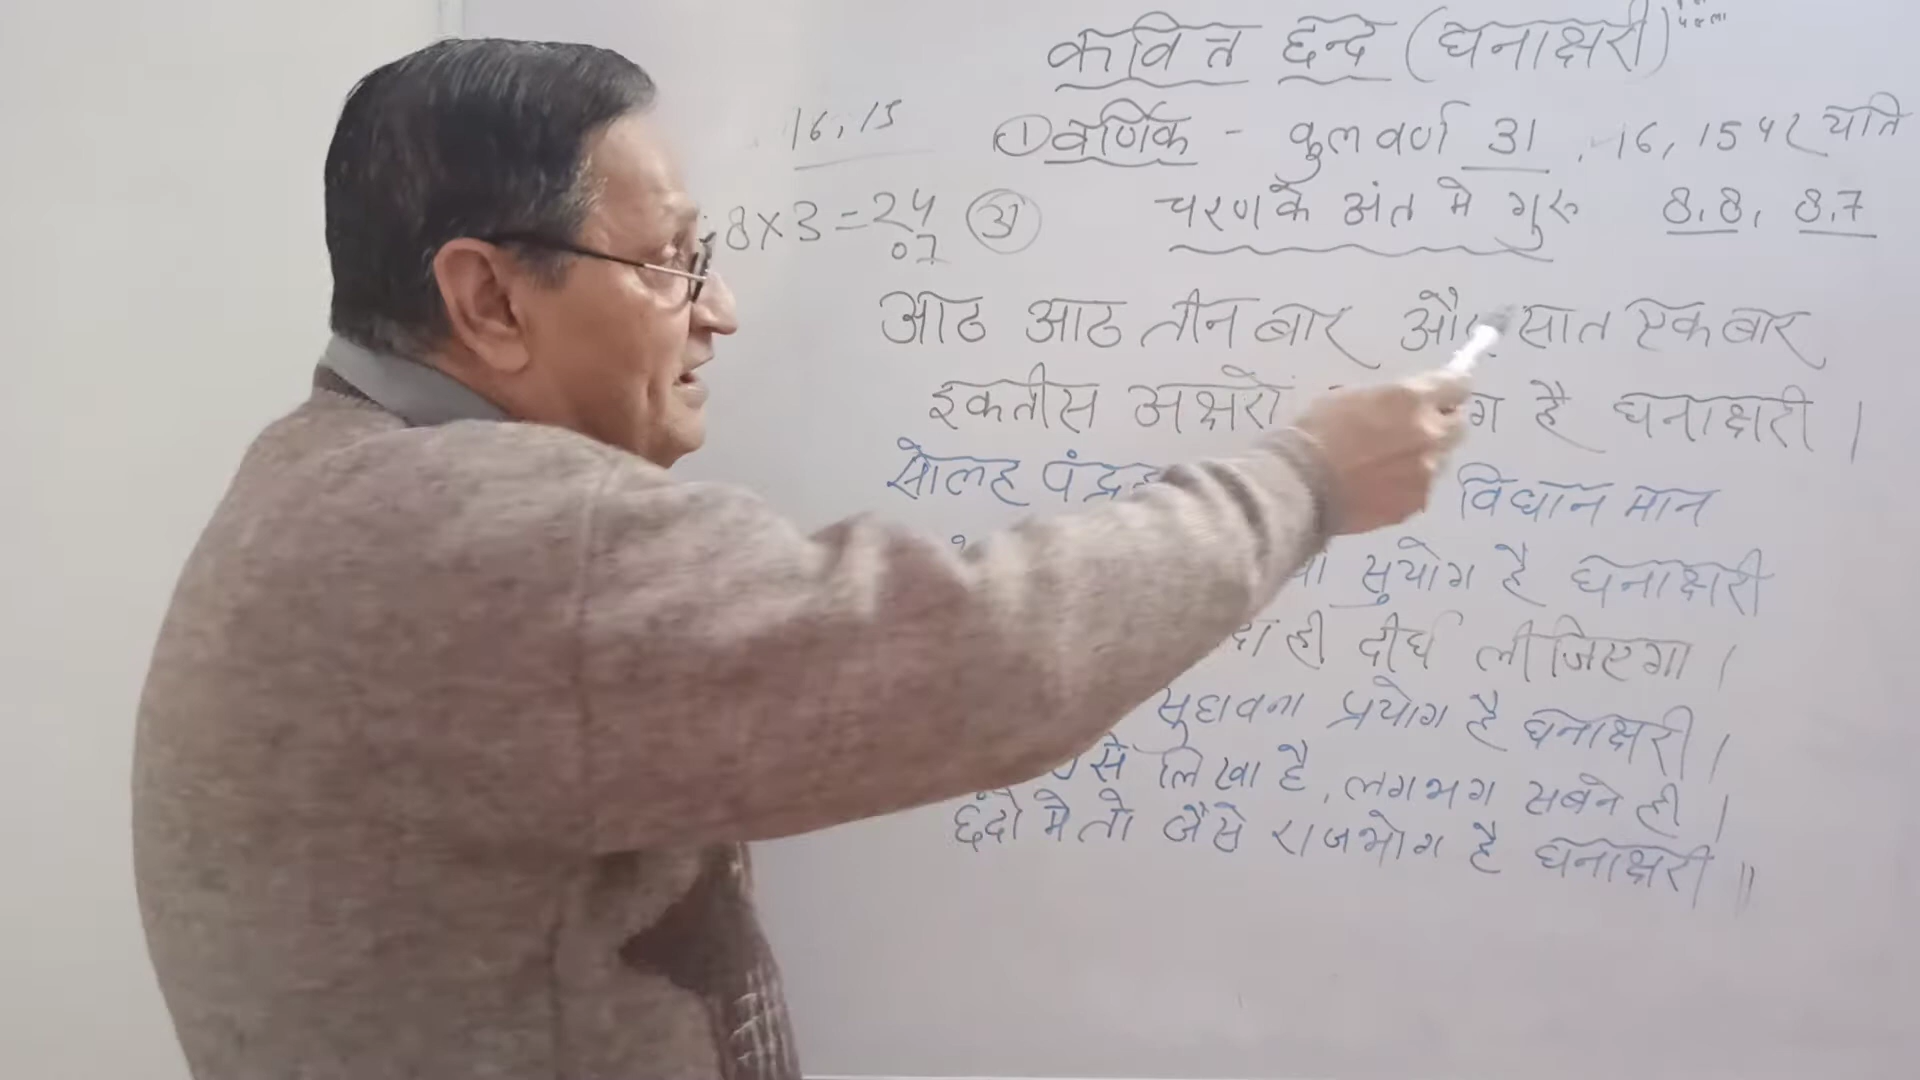 कवित्त छन्द (घनाक्षरी)
16, 15
① वर्णिक - कुल वर्ण 31, 16, 15 पर यति
8×3=24
07
31
चरण के अंत मे गुरू 8,8, 8,7
आठ आठ तीन बार और सात एक बार
इकतीस अक्षरों है घनाक्षरी।
सोलह पंद्रह विधान मान
सुयोग है घनाक्षरी
ही दीर्घ लीजिएगा।
सुहावना प्रयोग है घनाक्षरी।
लिखा है, लगभग सबने ही।
छंदों मे तो जैसे राजभोग है घनाक्षरी॥